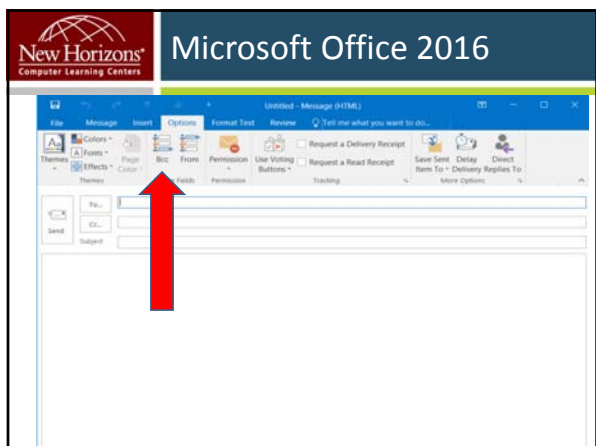 New Horizons®
Computer Learning Centers
Microsoft Office 2016
Untitled - Message (HTML)
File Message Insert Options Format Text Review Tell me what you want to do...
Themes
Colors
Fonts
Effects
Page Color
Bcc
From
Permission
Use Voting Buttons
Request a Delivery Receipt
Request a Read Receipt
Save Sent Item To
Delay Delivery
Direct Replies To
Themes Fields Permission Tracking More Options
Send
To...
Cc...
Subject